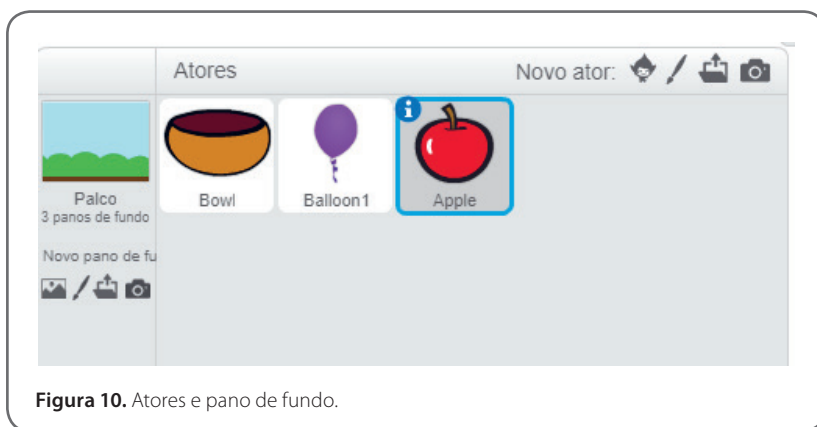 Atores Novo ator:
Palco
3 panos de fundo
Bowl Balloon1 Apple
Novo pano de fu
Figura 10. Atores e pano de fundo.